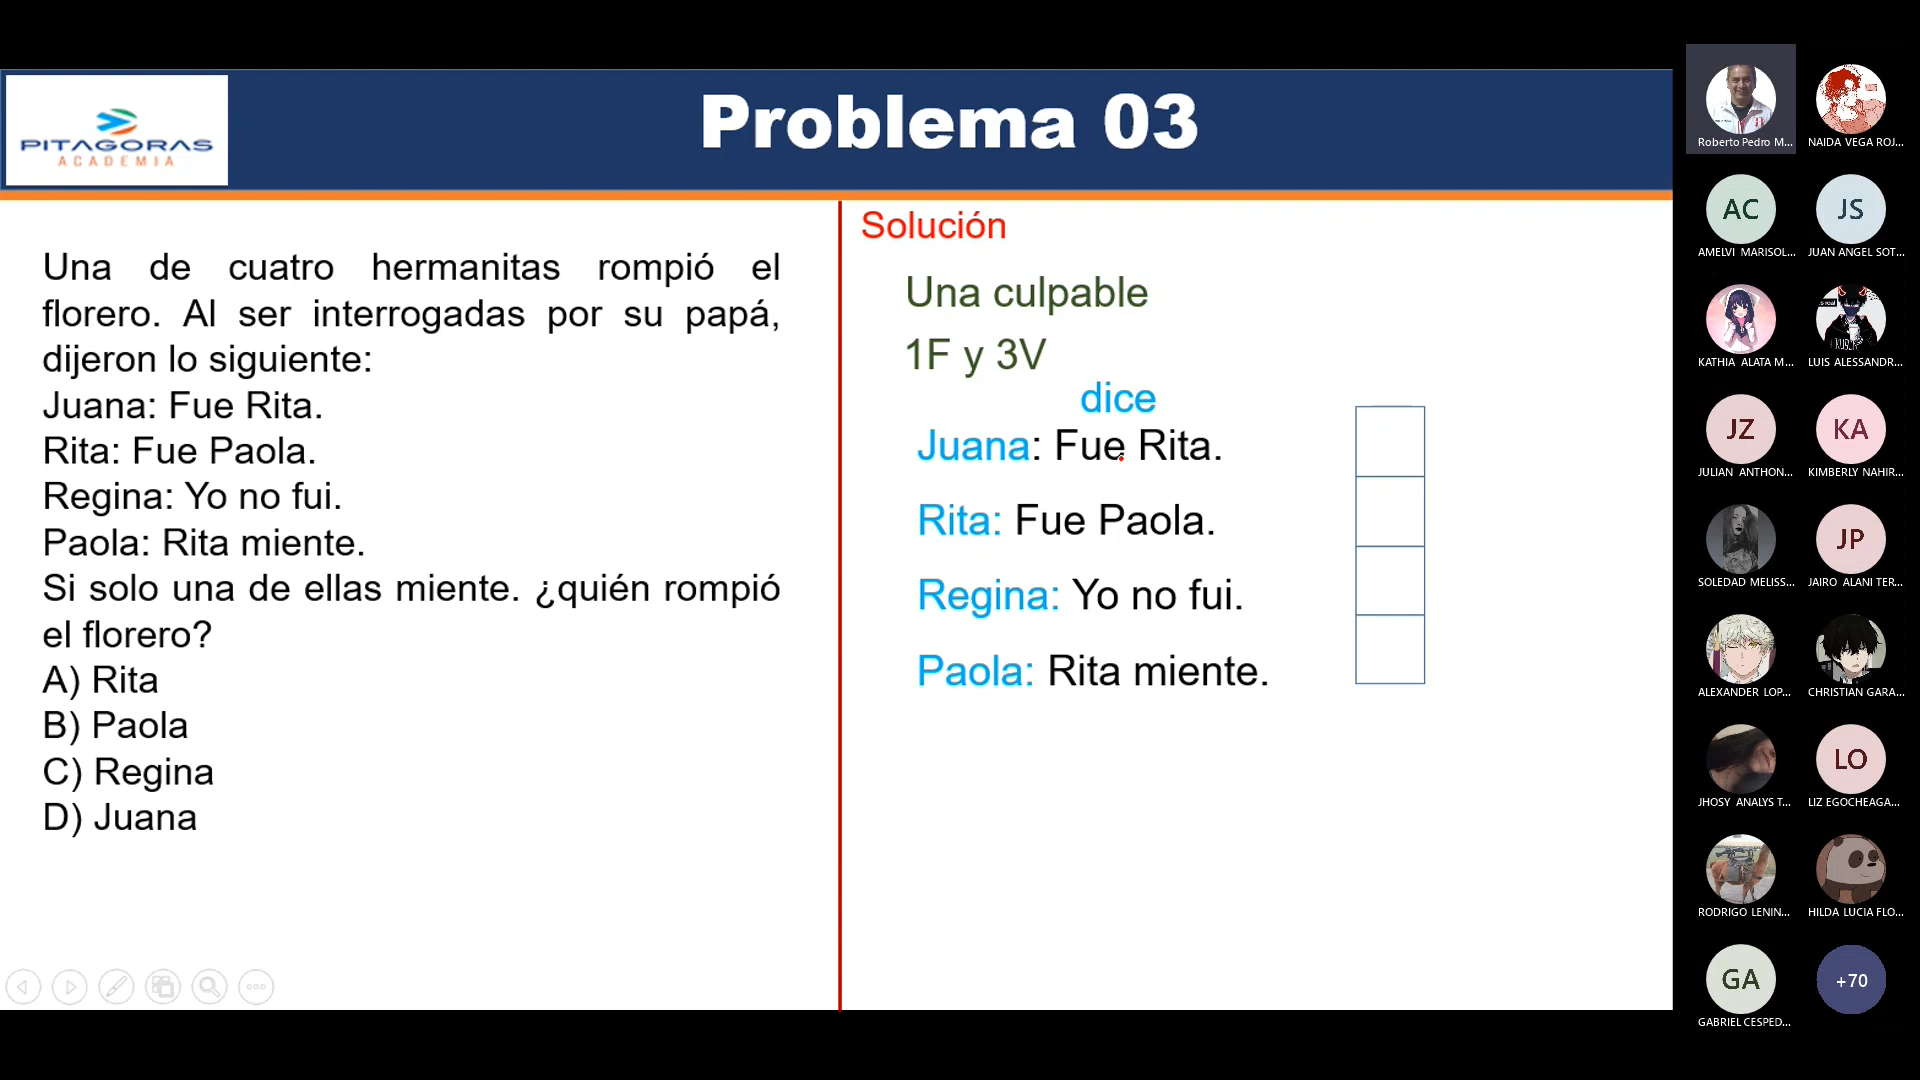 Problema 03
PITAGORAS
ACADEMIA
Una de cuatro hermanitas rompió el
florero. Al ser interrogadas por su papá,
dijeron lo siguiente:
Juana: Fue Rita.
Rita: Fue Paola.
Regina: Yo no fui.
Paola: Rita miente.
Si solo una de ellas miente. ¿quién rompió
el florero?
A) Rita
B) Paola
C) Regina
D) Juana
Solución
Una culpable
1F y 3V
dice
Juana: Fue Rita.
Rita: Fue Paola.
Regina: Yo no fui.
Paola: Rita miente.
Roberto Pedro M...
NAIDA VEGA ROJ...
AC
AMELVI MARISOL...
JS
JUAN ANGEL SOT...
KATHIA ALATA M...
LUIS ALESSANDR...
JZ
JULIAN ANTHON...
KA
KIMBERLY NAHIR...
SOLEDAD MELISS...
JP
JAIRO ALANI TER...
ALEXANDER LOP...
CHRISTIAN GARA...
JHOSY ANALYS T...
LO
LIZ EGOCHEAGA...
RODRIGO LENIN...
HILDA LUCIA FLO...
GA
GABRIEL CESPED...
+70